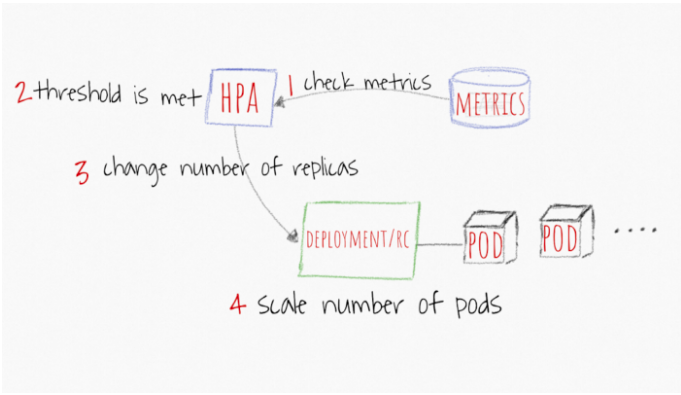 1 check metrics
2 threshold is met
HPA
METRICS
3 change number of replicas
DEPLOYMENT/RC
POD
POD
....
4 scale number of pods